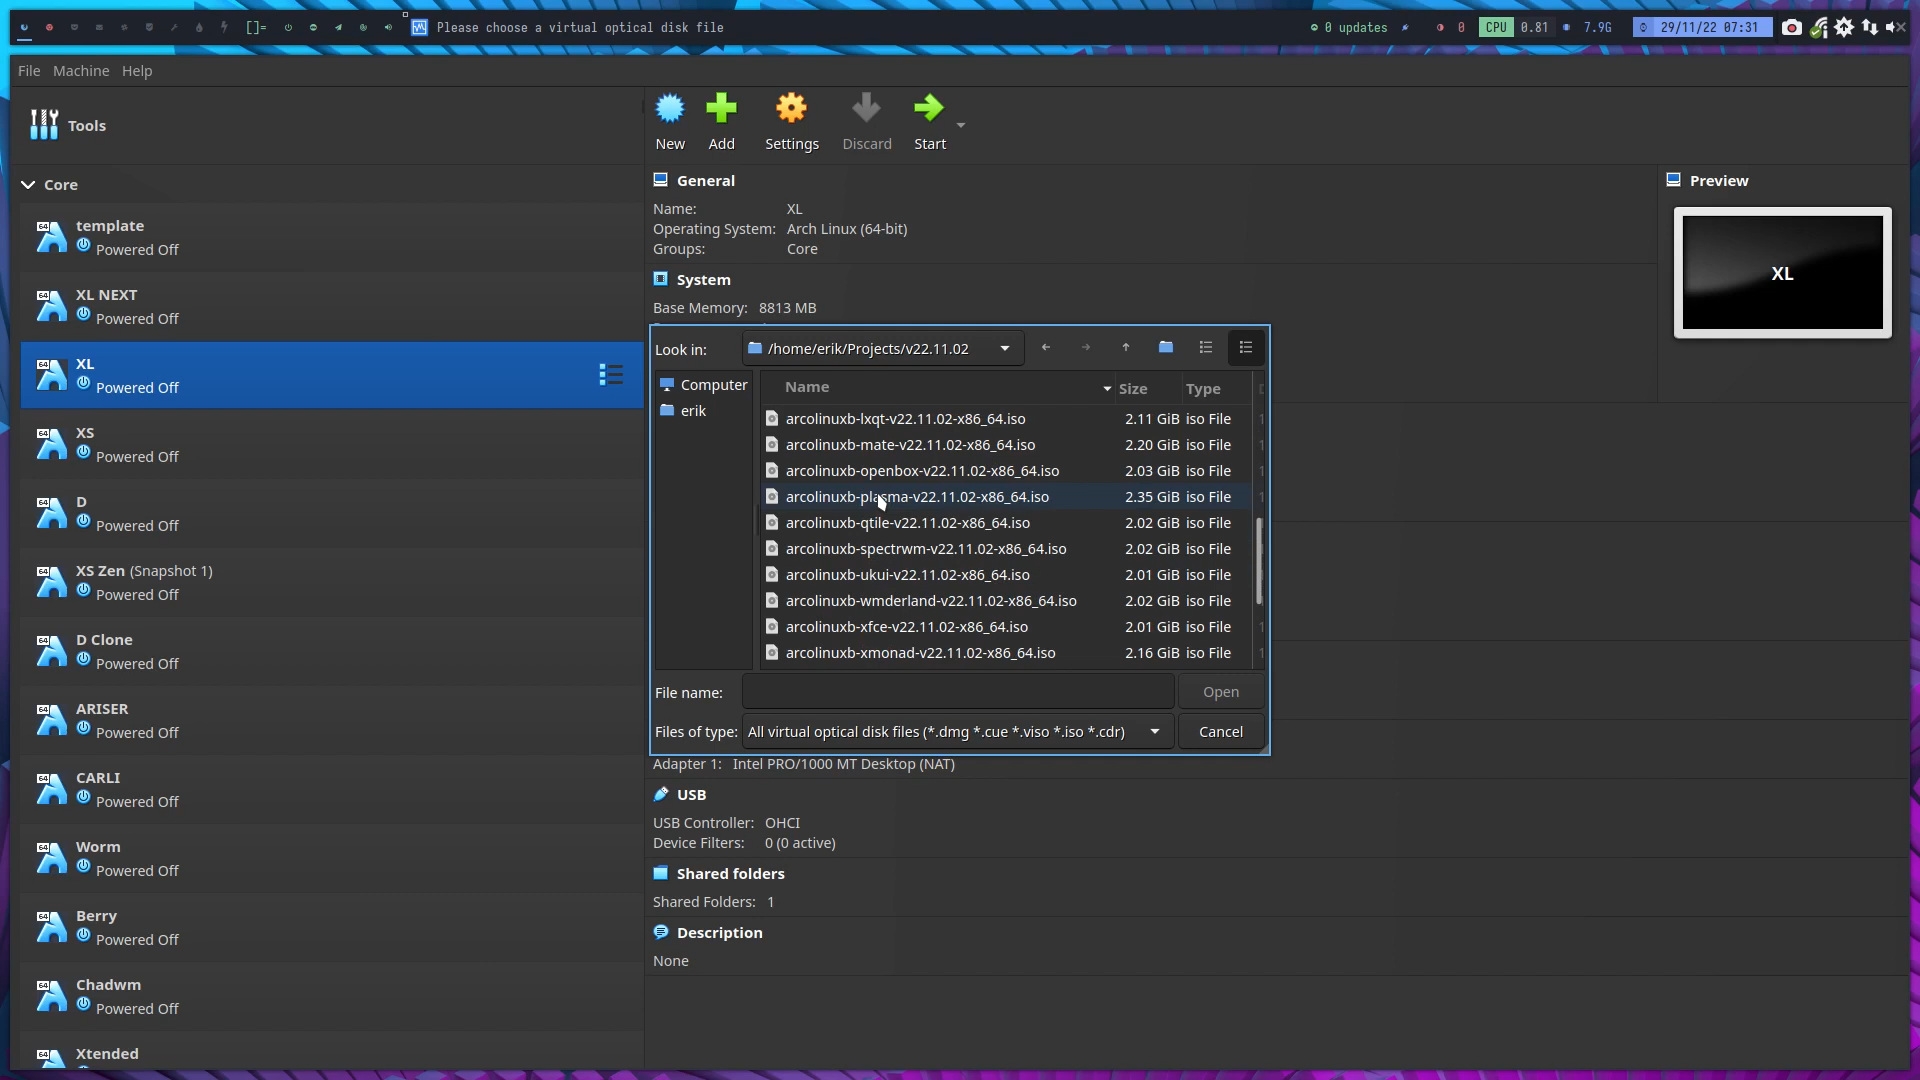 []=
Please choose a virtual optical disk file
0 updates
0
CPU 0.81
7.9G
29/11/22 07:31
File Machine Help
Tools
New
Add
Settings
Discard
Start
Core
64
template
Powered Off
64
XL NEXT
Powered Off
64
XL
Powered Off
64
XS
Powered Off
64
D
Powered Off
64
XS Zen (Snapshot 1)
Powered Off
64
D Clone
Powered Off
64
ARISER
Powered Off
64
CARLI
Powered Off
64
Worm
Powered Off
64
Berry
Powered Off
64
Chadwm
Powered Off
64
Xtended
General
Name: XL
Operating System: Arch Linux (64-bit)
Groups: Core
System
Base Memory: 8813 MB
Preview
XL
Look in: /home/erik/Projects/v22.11.02
Computer
erik
Name Size Type
arcolinuxb-lxqt-v22.11.02-x86_64.iso 2.11 GiB iso File
arcolinuxb-mate-v22.11.02-x86_64.iso 2.20 GiB iso File
arcolinuxb-openbox-v22.11.02-x86_64.iso 2.03 GiB iso File
arcolinuxb-plasma-v22.11.02-x86_64.iso 2.35 GiB iso File
arcolinuxb-qtile-v22.11.02-x86_64.iso 2.02 GiB iso File
arcolinuxb-spectrwm-v22.11.02-x86_64.iso 2.02 GiB iso File
arcolinuxb-ukui-v22.11.02-x86_64.iso 2.01 GiB iso File
arcolinuxb-wmderland-v22.11.02-x86_64.iso 2.02 GiB iso File
arcolinuxb-xfce-v22.11.02-x86_64.iso 2.01 GiB iso File
arcolinuxb-xmonad-v22.11.02-x86_64.iso 2.16 GiB iso File
File name:
Open
Files of type: All virtual optical disk files (*.dmg *.cue *.viso *.iso *.cdr)
Cancel
Adapter 1: Intel PRO/1000 MT Desktop (NAT)
USB
USB Controller: OHCI
Device Filters: 0 (0 active)
Shared folders
Shared Folders: 1
Description
None